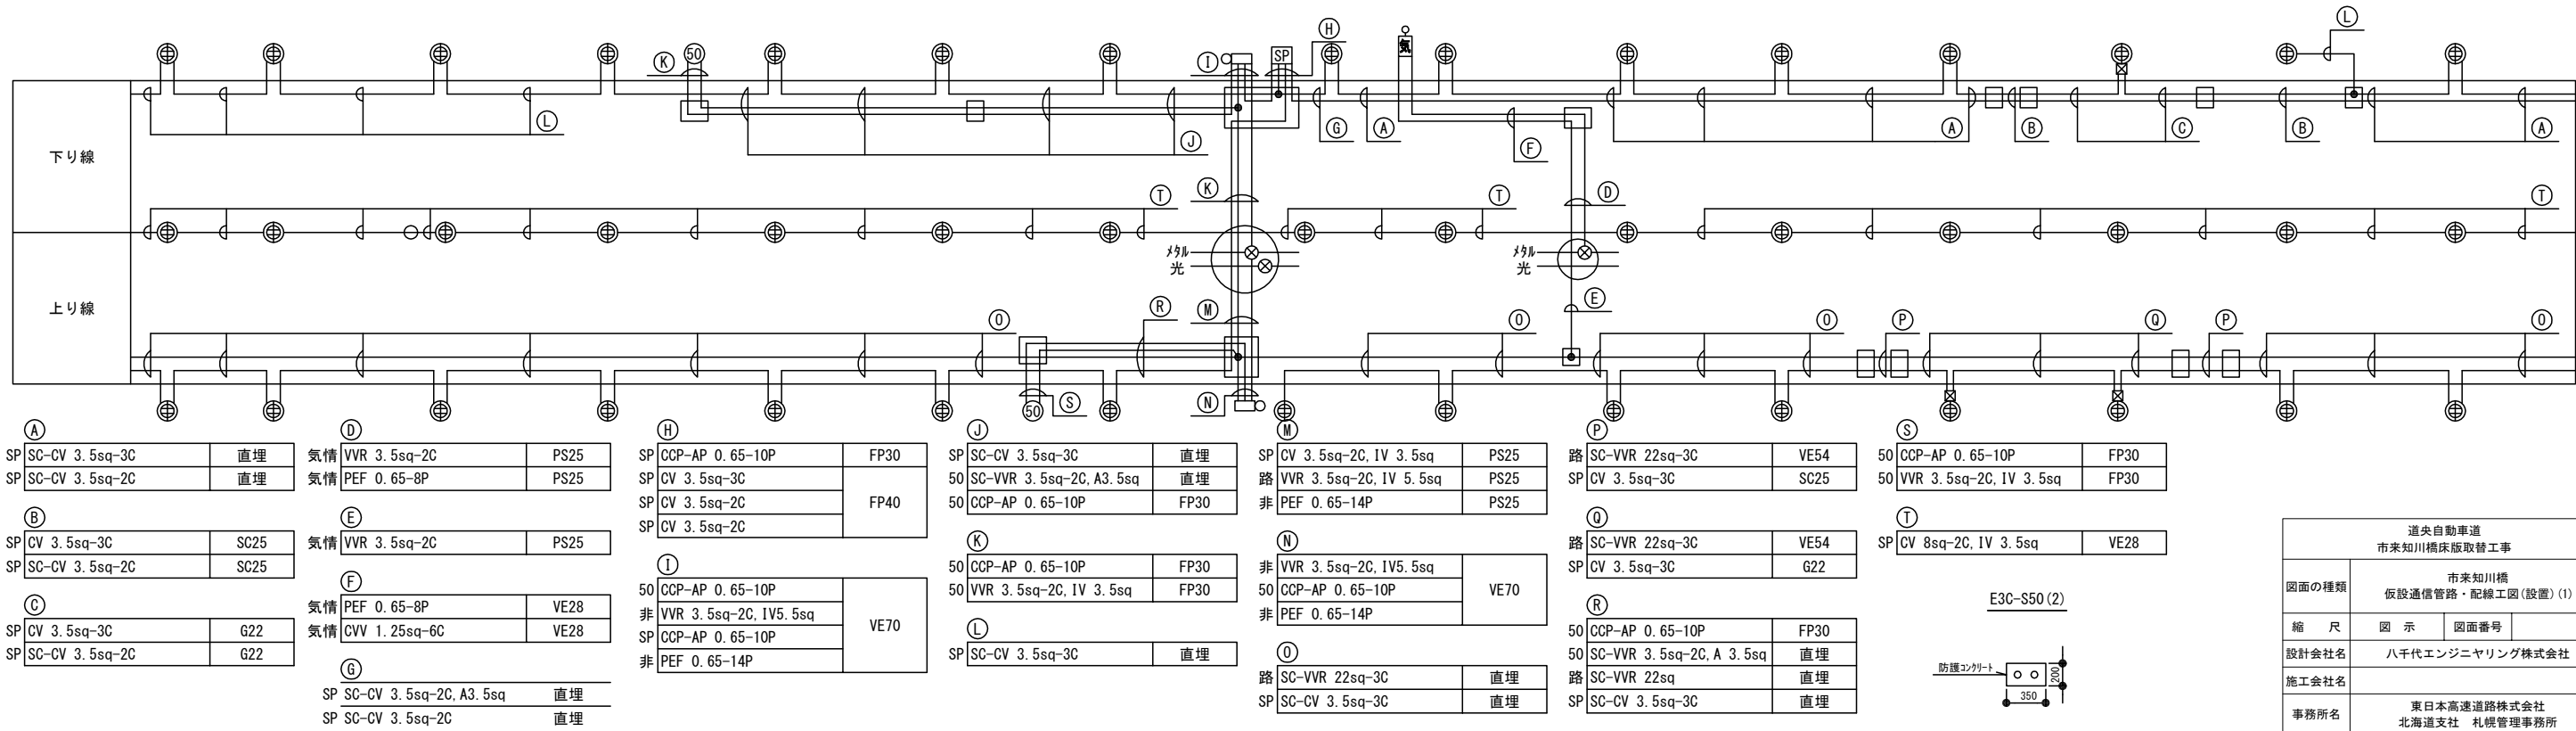 Ⓗ Ⓛ
Ⓚ 50 Ⓘ SP 気
下り線
Ⓛ Ⓙ Ⓖ Ⓐ Ⓕ Ⓐ Ⓑ Ⓒ Ⓑ Ⓐ
Ⓚ Ⓓ
Ⓣ Ⓣ Ⓣ
メタル メタル
光 光
上り線
Ⓞ Ⓡ Ⓜ Ⓔ Ⓞ Ⓞ Ⓟ Ⓠ Ⓟ Ⓞ
50 Ⓢ Ⓝ
Ⓐ
SP SC-CV 3.5sq-3C 直埋
SP SC-CV 3.5sq-2C 直埋
Ⓑ
SP CV 3.5sq-3C SC25
SP SC-CV 3.5sq-2C SC25
Ⓒ
SP CV 3.5sq-3C G22
SP SC-CV 3.5sq-2C G22
Ⓓ
気情 VVR 3.5sq-2C PS25
気情 PEF 0.65-8P PS25
Ⓔ
気情 VVR 3.5sq-2C PS25
Ⓕ
気情 PEF 0.65-8P VE28
気情 CVV 1.25sq-6C VE28
Ⓖ
SP SC-CV 3.5sq-2C,A3.5sq 直埋
SP SC-CV 3.5sq-2C 直埋
Ⓗ
SP CCP-AP 0.65-10P FP30
SP CV 3.5sq-3C
SP CV 3.5sq-2C FP40
SP CV 3.5sq-2C
Ⓘ
50 CCP-AP 0.65-10P
非 VVR 3.5sq-2C,IV5.5sq VE70
SP CCP-AP 0.65-10P
非 PEF 0.65-14P
Ⓙ
SP SC-CV 3.5sq-3C 直埋
50 SC-VVR 3.5sq-2C,A3.5sq 直埋
50 CCP-AP 0.65-10P FP30
Ⓚ
50 CCP-AP 0.65-10P FP30
50 VVR 3.5sq-2C,IV 3.5sq FP30
Ⓛ
SP SC-CV 3.5sq-3C 直埋
Ⓜ
SP CV 3.5sq-2C,IV 3.5sq PS25
路 VVR 3.5sq-2C,IV 5.5sq PS25
非 PEF 0.65-14P PS25
Ⓝ
非 VVR 3.5sq-2C,IV5.5sq
50 CCP-AP 0.65-10P VE70
非 PEF 0.65-14P
Ⓞ
路 SC-VVR 22sq-3C 直埋
SP SC-CV 3.5sq-3C 直埋
Ⓟ
路 SC-VVR 22sq-3C VE54
SP CV 3.5sq-3C SC25
Ⓠ
路 SC-VVR 22sq-3C VE54
SP CV 3.5sq-3C G22
Ⓡ
50 CCP-AP 0.65-10P FP30
50 SC-VVR 3.5sq-2C,A 3.5sq 直埋
路 SC-VVR 22sq 直埋
SP SC-CV 3.5sq-3C 直埋
Ⓢ
50 CCP-AP 0.65-10P FP30
50 VVR 3.5sq-2C,IV 3.5sq FP30
Ⓣ
SP CV 8sq-2C,IV 3.5sq VE28
E3C-S50(2)
防護コンクリート
200
350
道央自動車道
市来知川橋床版取替工事
図面の種類 市来知川橋
仮設通信管路・配線工図(設置)(1)
縮 尺 図 示 図面番号
設計会社名 八千代エンジニヤリング株式会社
施工会社名
事務所名 東日本高速道路株式会社
北海道支社 札幌管理事務所